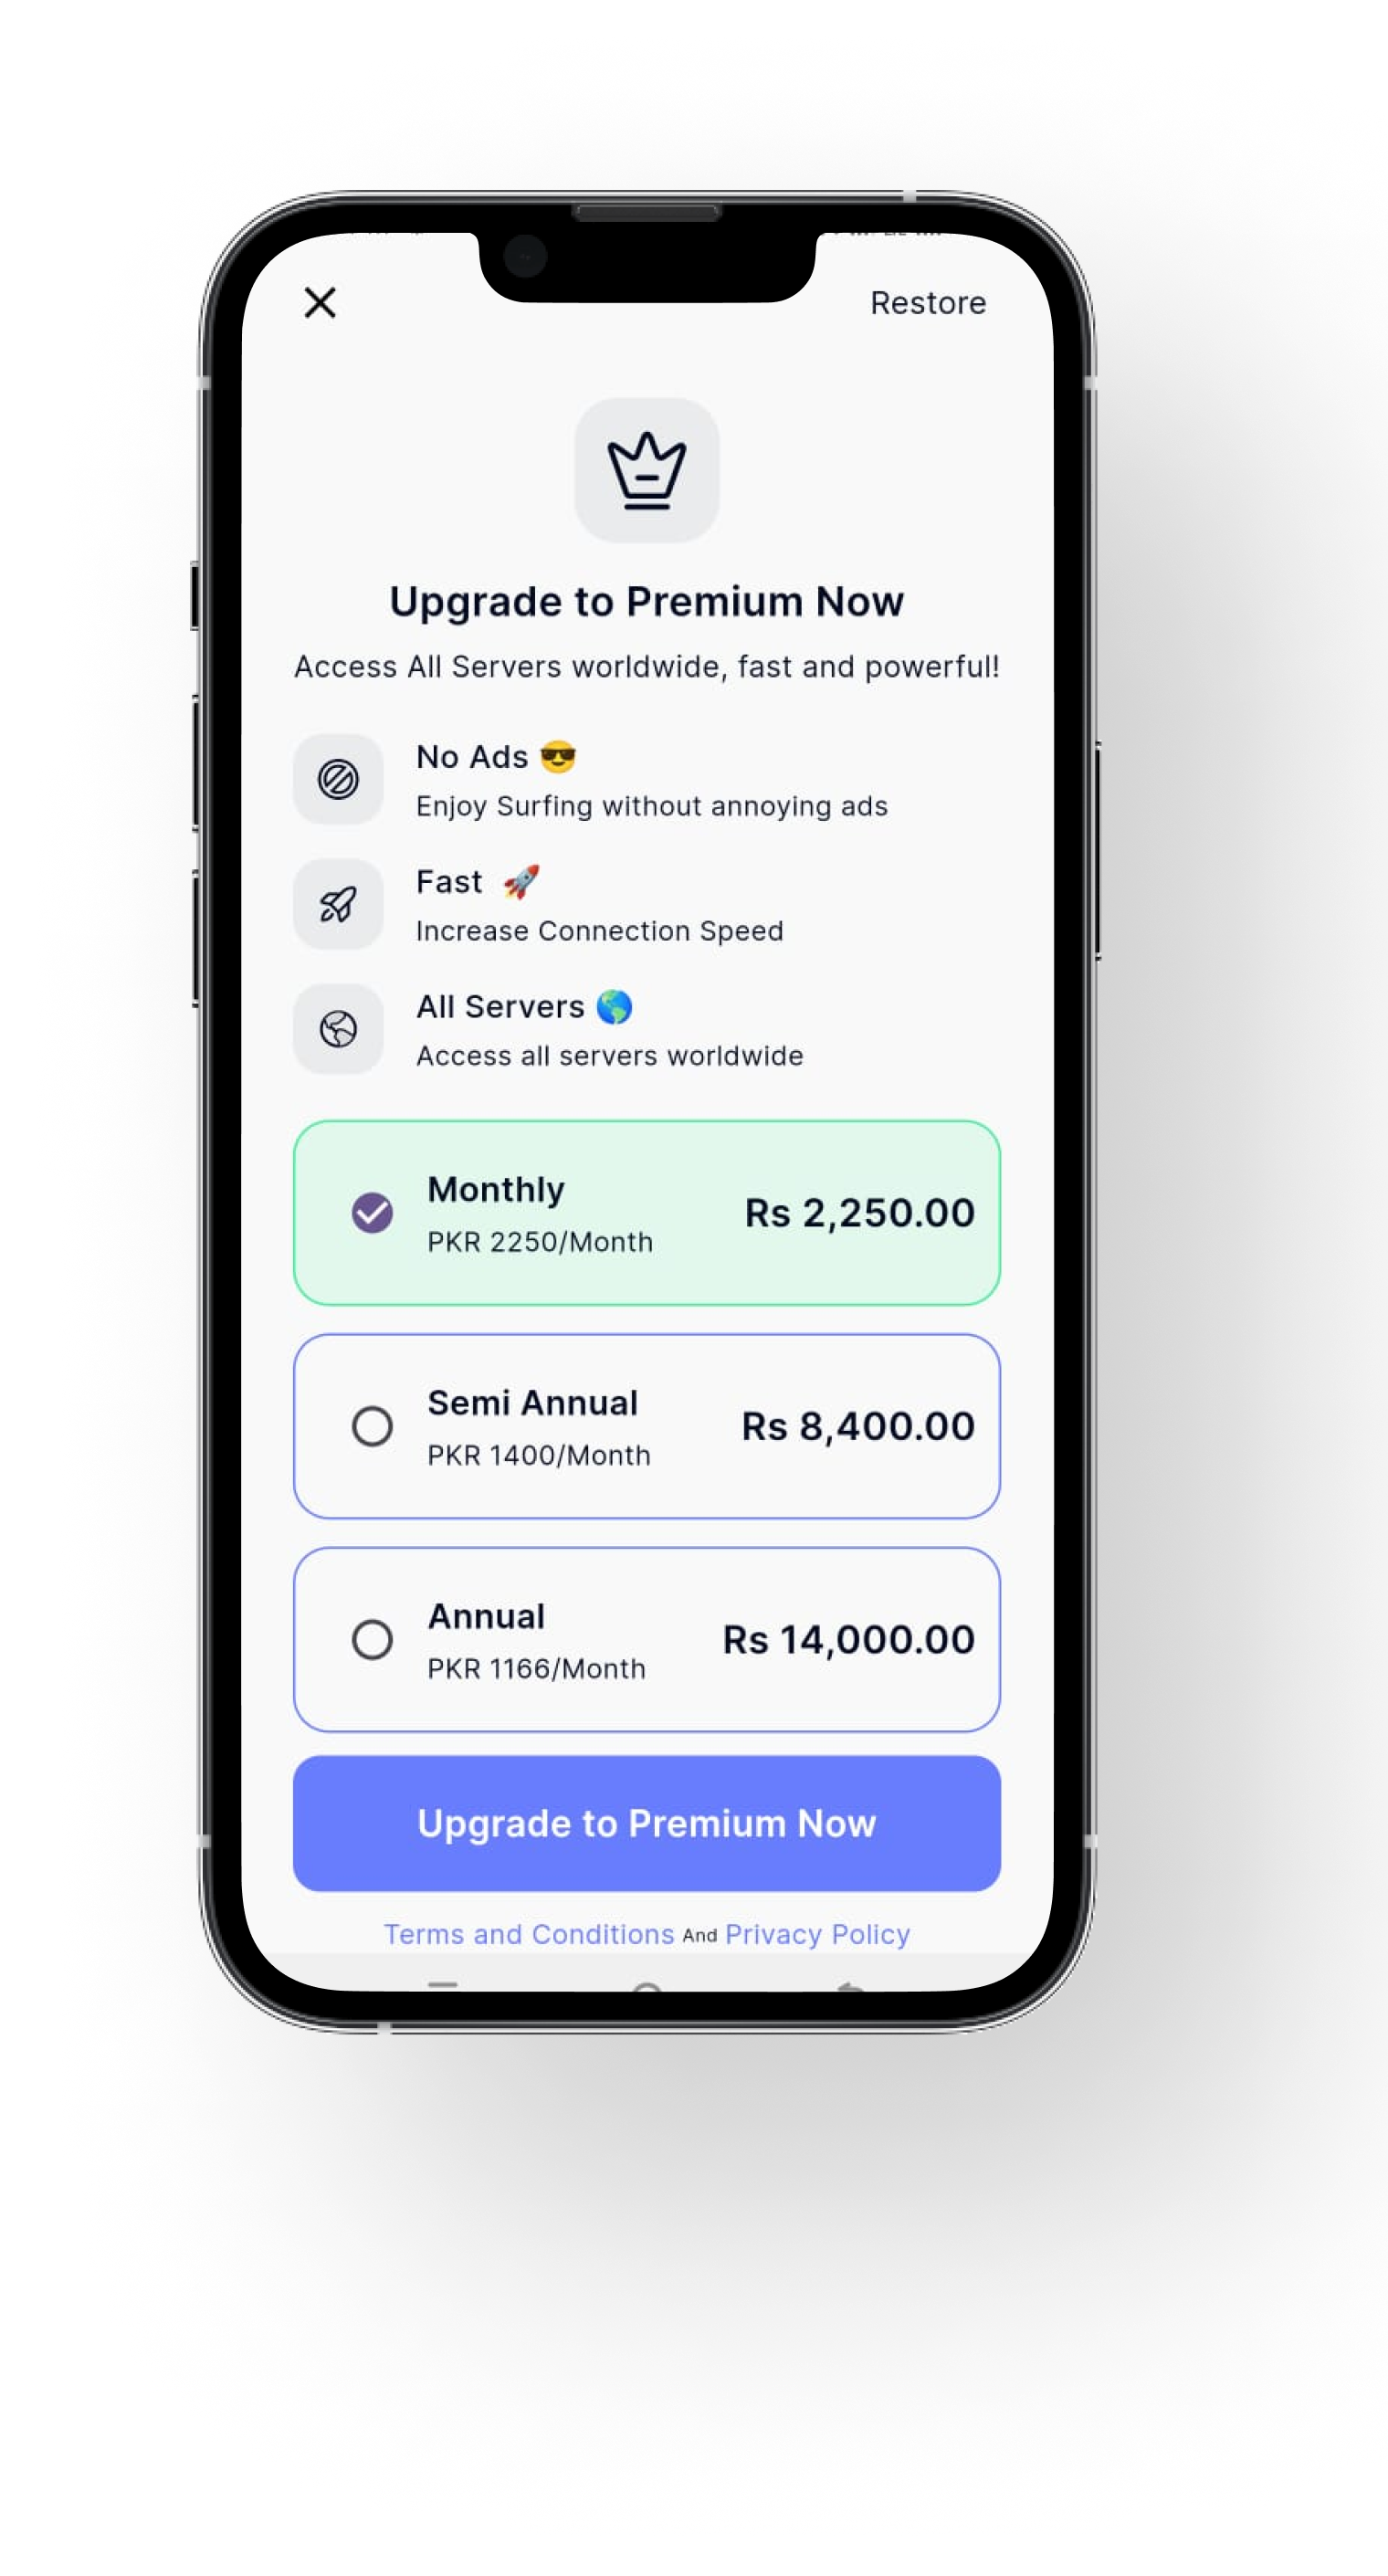 Restore
Upgrade to Premium Now
Access All Servers worldwide, fast and powerful!
No Ads 😎
Enjoy Surfing without annoying ads
Fast 🚀
Increase Connection Speed
All Servers 🌎
Access all servers worldwide
Monthly
PKR 2250/Month
Rs 2,250.00
Semi Annual
PKR 1400/Month
Rs 8,400.00
Annual
PKR 1166/Month
Rs 14,000.00
Upgrade to Premium Now
Terms and Conditions And Privacy Policy